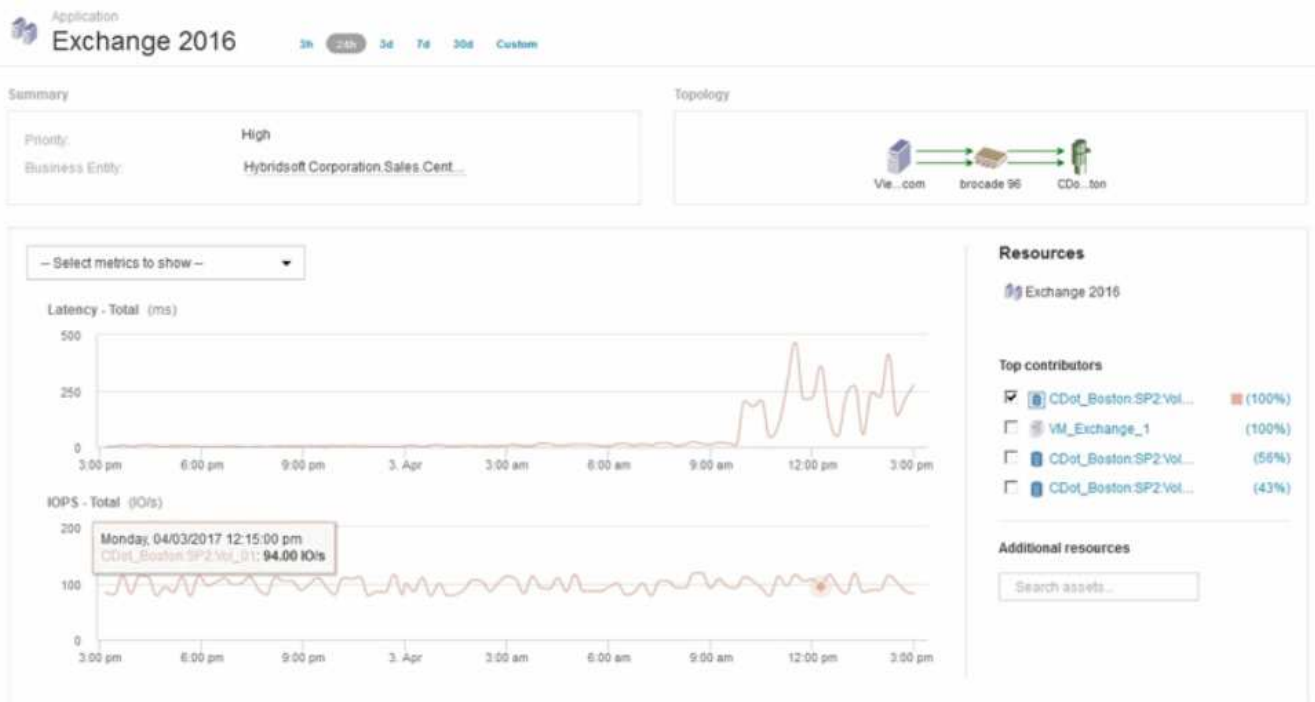 Application
Exchange 2016
3h 24h 3d 7d 30d Custom
Summary
Priority: High
Business Entity: Hybridsoft Corporation.Sales.Cent...
Topology
Vie...com brocade 96 CDo...ton
-- Select metrics to show --
Latency - Total (ms)
500
250
0
3:00 pm 6:00 pm 9:00 pm 3. Apr 3:00 am 6:00 am 9:00 am 12:00 pm 3:00 pm
IOPS - Total (IO/s)
200
Monday, 04/03/2017 12:15:00 pm
CDot_Boston:SP2:Vol_01: 94.00 IO/s
100
0
3:00 pm 6:00 pm 9:00 pm 3. Apr 3:00 am 6:00 am 9:00 am 12:00 pm 3:00 pm
Resources
Exchange 2016
Top contributors
CDot_Boston:SP2:Vol... (100%)
VM_Exchange_1 (100%)
CDot_Boston:SP2:Vol... (56%)
CDot_Boston:SP2:Vol... (43%)
Additional resources
Search assets...